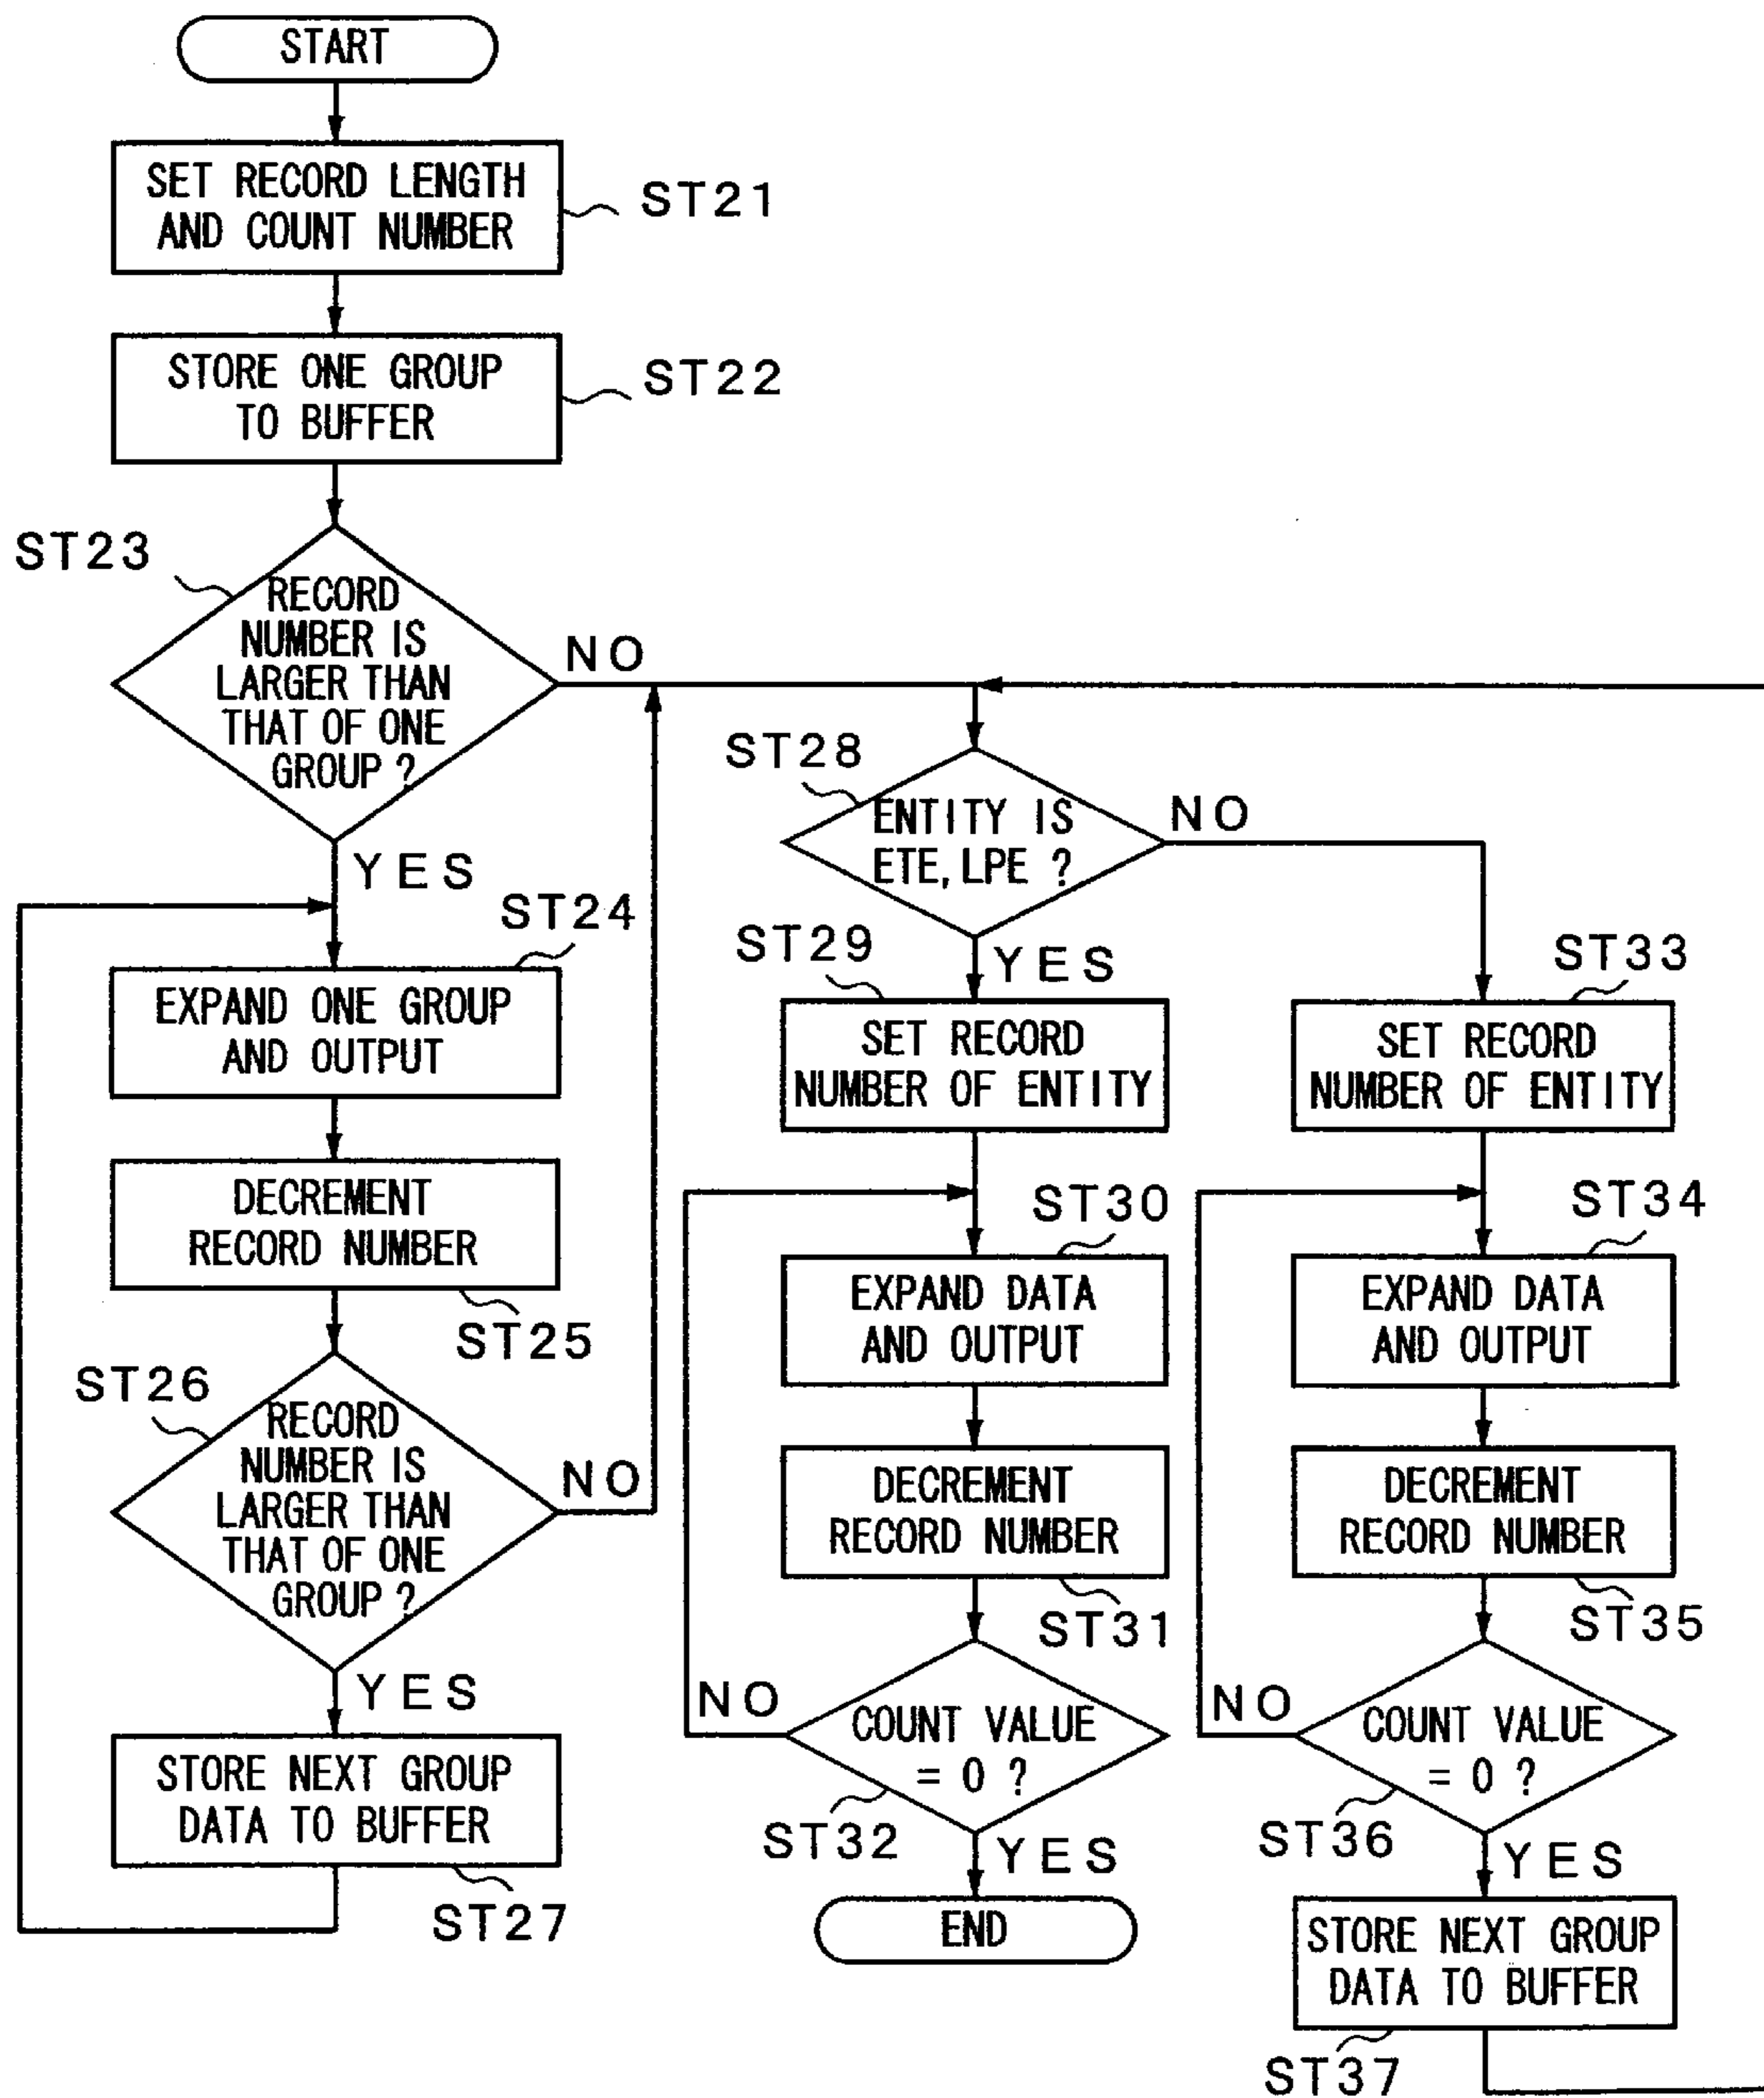 START
SET RECORD LENGTH
AND COUNT NUMBER
ST21
STORE ONE GROUP
TO BUFFER
ST22
ST23
RECORD
NUMBER IS
LARGER THAN
THAT OF ONE
GROUP ?
NO
YES
ST24
EXPAND ONE GROUP
AND OUTPUT
DECREMENT
RECORD NUMBER
ST25
ST26
RECORD
NUMBER IS
LARGER THAN
THAT OF ONE
GROUP ?
NO
YES
STORE NEXT GROUP
DATA TO BUFFER
ST27
ST28
ENTITY IS
ETE, LPE ?
NO
YES
ST29
SET RECORD
NUMBER OF ENTITY
ST30
EXPAND DATA
AND OUTPUT
DECREMENT
RECORD NUMBER
ST31
NO
COUNT VALUE
= 0 ?
ST32
YES
END
ST33
SET RECORD
NUMBER OF ENTITY
ST34
EXPAND DATA
AND OUTPUT
DECREMENT
RECORD NUMBER
ST35
NO
COUNT VALUE
= 0 ?
ST36
YES
STORE NEXT GROUP
DATA TO BUFFER
ST37